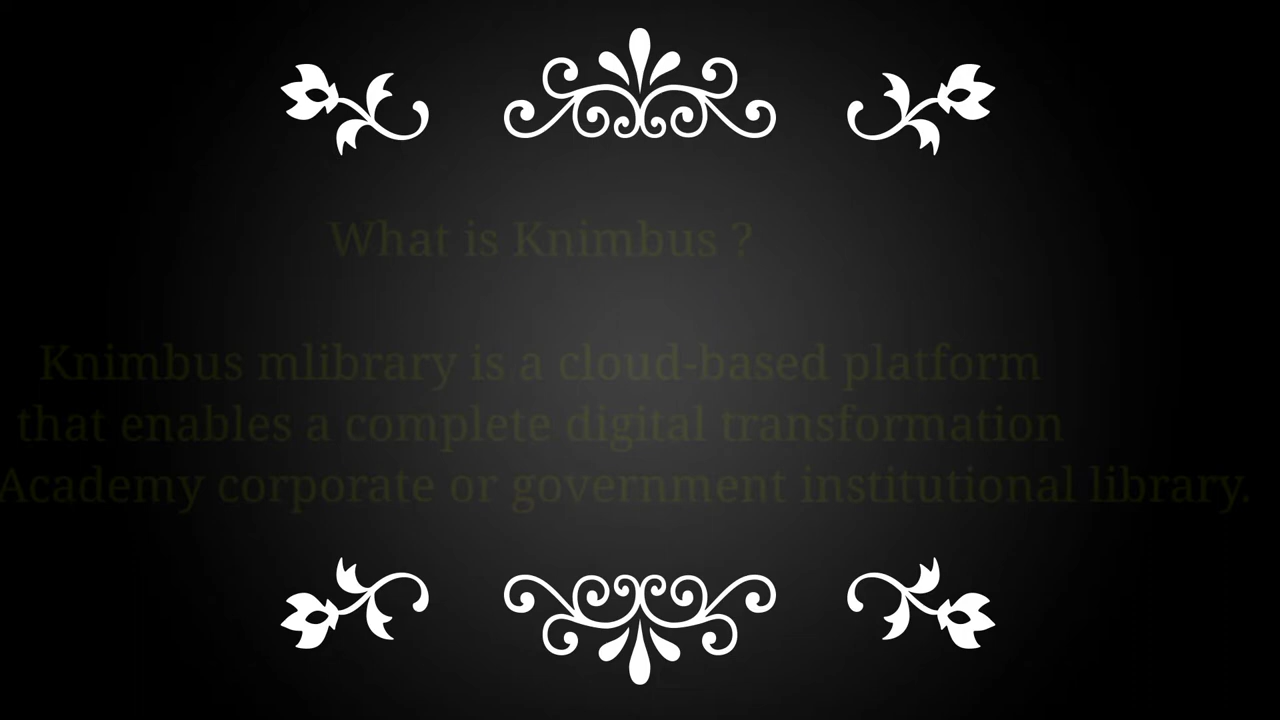 What is Knimbus ?
Knimbus mlibrary is a cloud-based platform
that enables a complete digital transformation
Academy corporate or government institutional library.